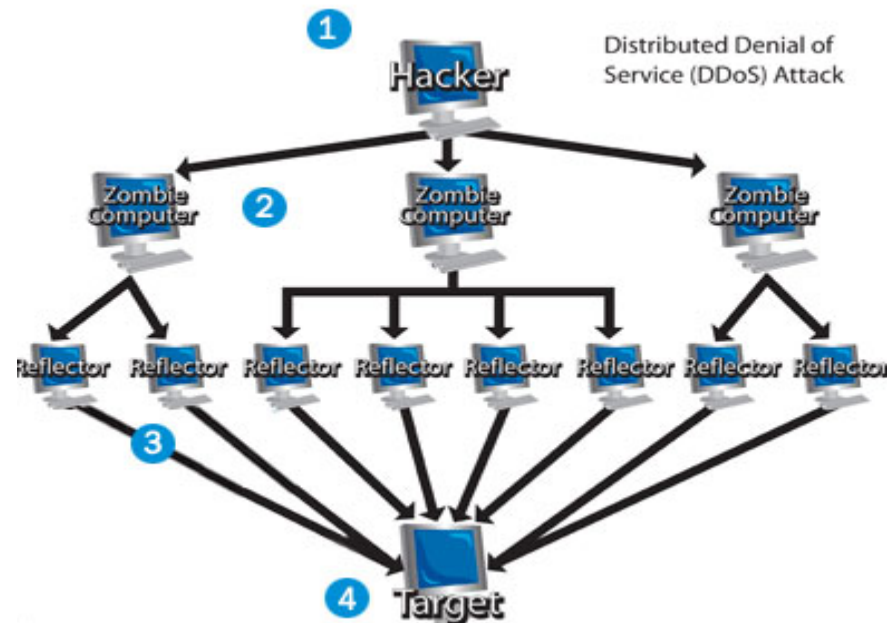 1
Hacker
Distributed Denial of
Service (DDoS) Attack
Zombie
Computer
2
Zombie
Computer
Zombie
Computer
Reflector
Reflector
Reflector
Reflector
Reflector
Reflector
Reflector
Reflector
3
4
Target